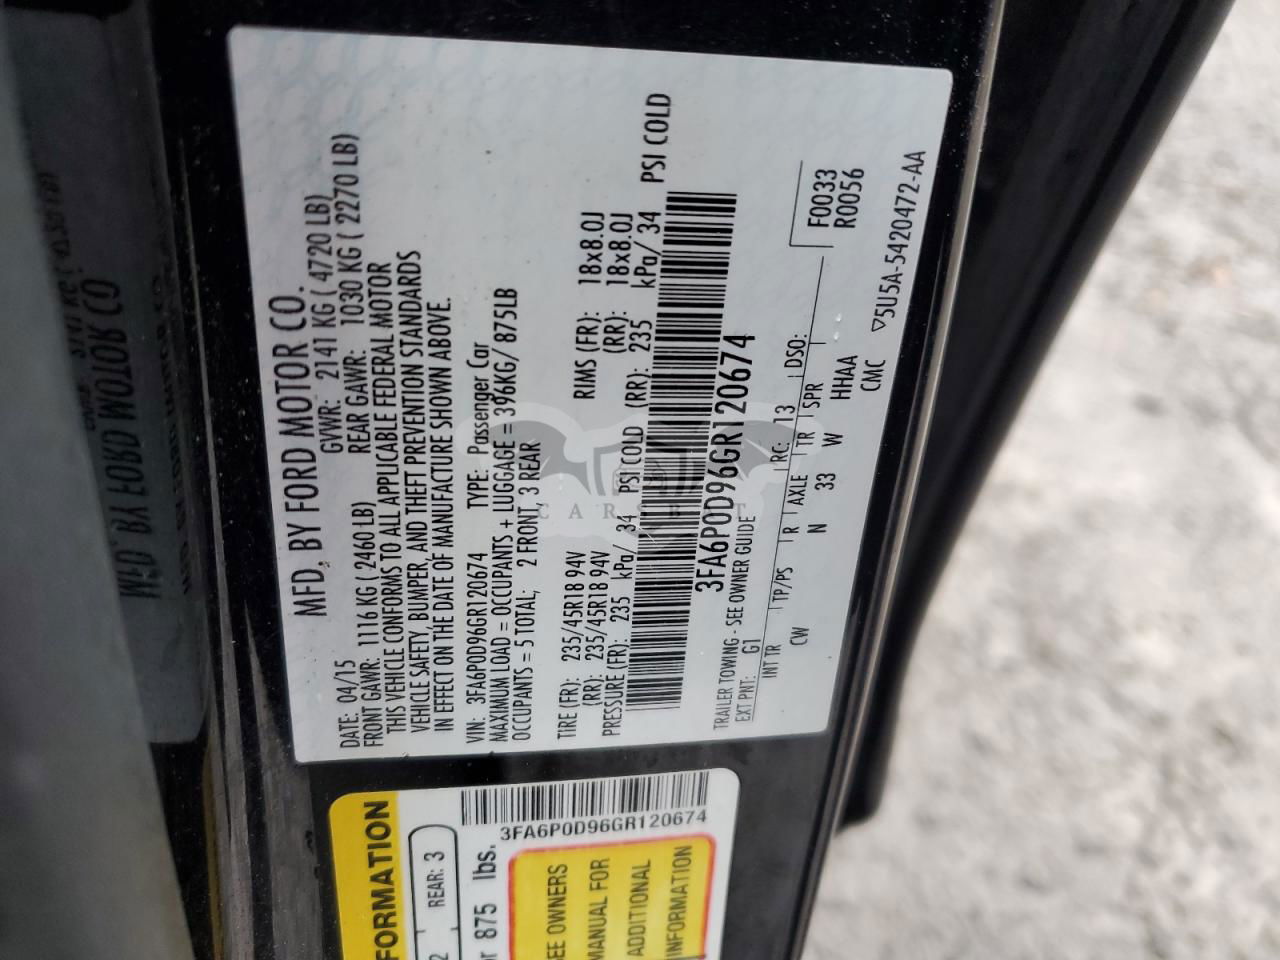 MFD. BY FORD MOTOR CO.
DATE: 04/15 GVWR: 2141 KG ( 4720 LB)
FRONT GAWR: 1116 KG ( 2460 LB) REAR GAWR: 1030 KG ( 2270 LB)
THIS VEHICLE CONFORMS TO ALL APPLICABLE FEDERAL MOTOR
VEHICLE SAFETY, BUMPER, AND THEFT PREVENTION STANDARDS
IN EFFECT ON THE DATE OF MANUFACTURE SHOWN ABOVE.
VIN: 3FA6P0D96GR120674 TYPE: Passenger Car
MAXIMUM LOAD = OCCUPANTS + LUGGAGE = 396KG/ 875LB
OCCUPANTS = 5 TOTAL; 2 FRONT 3 REAR
TIRE (FR): 235/45R18 94V RIMS (FR): 18x8.0J
(RR): 235/45R18 94V (RR): 18x8.0J
PRESSURE (FR): 235 kPa/ 34 PSI COLD (RR): 235 kPa/ 34 PSI COLD
3FA6P0D96GR120674
TRAILER TOWING - SEE OWNER GUIDE
EXT PNT: G1 RC: 13 DSO: F0033
R0056
INT TR TP/PS R AXLE TR SPR
CW N 33 W HHAA
CMC ▽5U5A-5420472-AA
CARSBIT
FORMATION
2 REAR: 3
875 lbs.
3FA6P0D96GR120674
SEE OWNERS
MANUAL FOR
ADDITIONAL
INFORMATION